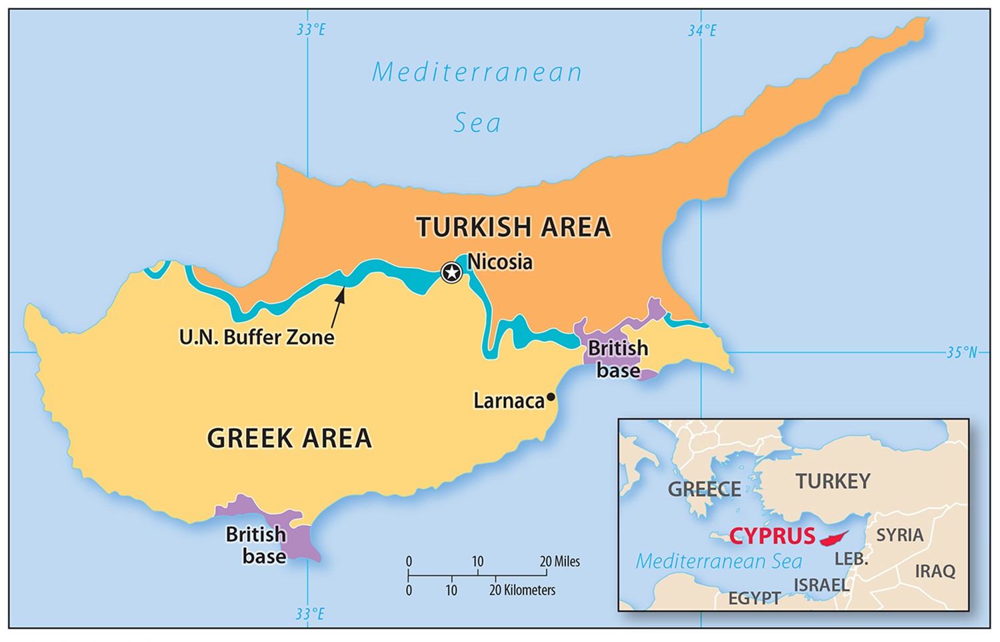 33°E
34°E
Mediterranean
Sea
TURKISH AREA
Nicosia
U.N. Buffer Zone
British
base
35°N
Larnaca
GREEK AREA
British
base
0 10 20 Miles
0 10 20 Kilometers
33°E
GREECE
TURKEY
CYPRUS
SYRIA
Mediterranean Sea
LEB.
IRAQ
ISRAEL
EGYPT